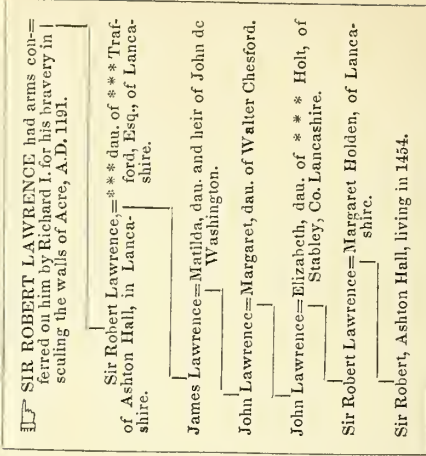 ☞ SIR ROBERT LAWRENCE had arms con-=
ferred on him by Richard I. for his bravery in
sculing the walls of Acre, A.D. 1191.
Sir Robert Lawrence,=*** dau. of *** Traf-
of Ashton Hall, in Lanca- ford, Esq., of Lanca-
shire. shire.
James Lawrence=Matilda, dau. and heir of John dc
Washington.
John Lawrence=Margaret, dau. of Walter Chesford.
John Lawrence=Elizabeth, dau. of * * * Holt, of
Stabley, Co. Lancashire.
Sir Robert Lawrence=Margaret Holden, of Lanca-
shire.
Sir Robert, Ashton Hall, living in 1454.